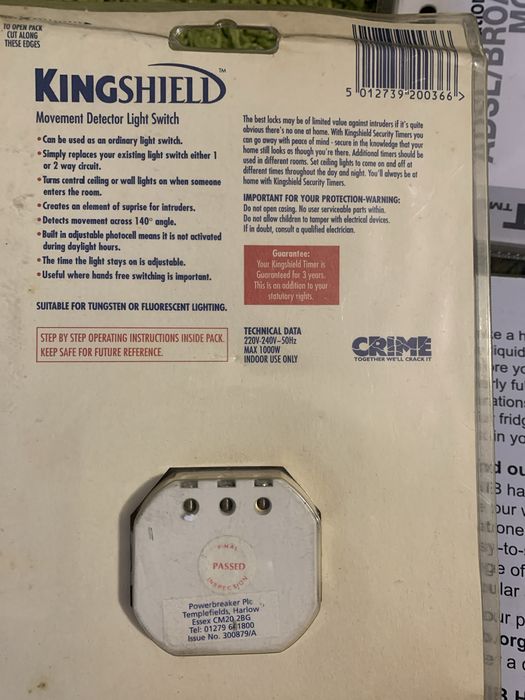 TO OPEN PACK
CUT ALONG
THESE EDGES
KINGSHIELD™
Movement Detector Light Switch
• Can be used as an ordinary light switch.
• Simply replaces your existing light switch either 1
or 2 way circuit.
• Turns central ceiling or wall lights on when someone
enters the room.
• Creates an element of suprise for intruders.
• Detects movement across 140° angle.
• Built in adjustable photocell means it is not activated
during daylight hours.
• The time the light stays on is adjustable.
• Useful where hands free switching is important.
SUITABLE FOR TUNGSTEN OR FLUORESCENT LIGHTING.
STEP BY STEP OPERATING INSTRUCTIONS INSIDE PACK.
KEEP SAFE FOR FUTURE REFERENCE.
5 012739 200366 >
The best locks may be of limited value against intruders if it's quite
obvious there's no one at home. With Kingshield Security Timers you
can go away with peace of mind - secure in the knowledge that your
home still looks as though you're there. Additional timers should be
used in different rooms. Set ceiling lights to come on and off at
different times throughout the day and night. You'll always be at
home with Kingshield Security Timers.
IMPORTANT FOR YOUR PROTECTION-WARNING:
Do not open casing. No user serviceable parts within.
Do not allow children to tamper with electrical devices.
If in doubt, consult a qualified electrician.
Guarantee:
Your Kingshield Timer is
Guaranteed for 3 years.
This is an addition to your
statutory rights.
TECHNICAL DATA
220V-240V~50Hz
MAX 1000W
INDOOR USE ONLY
CRIME
TOGETHER WE'LL CRACK IT
FINAL
PASSED
INSPECTION
Powerbreaker Plc
Templefields, Harlow
Essex CM20 2BG
Tel: 01279 641800
Issue No. 300879/A
ADSL/BRO
TM